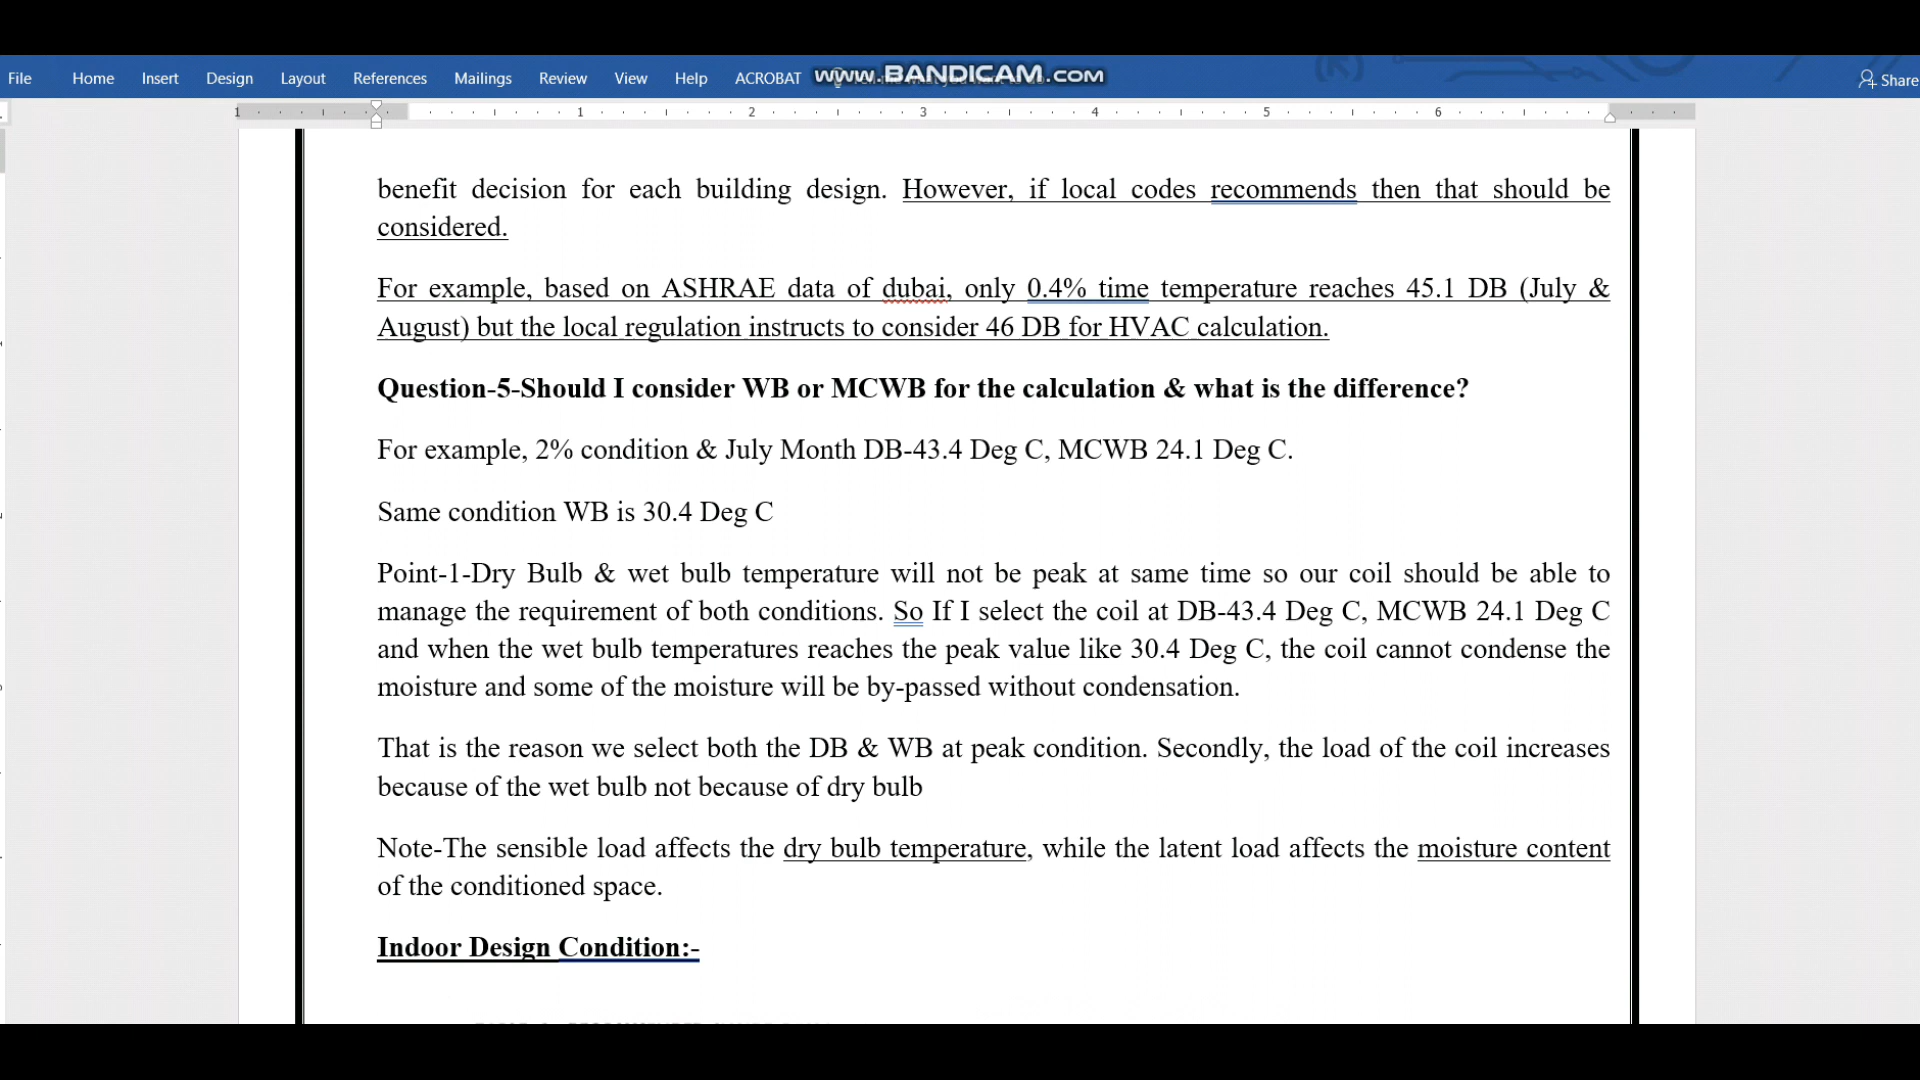 www.BANDICAM.com
File Home Insert Design Layout References Mailings Review View Help ACROBAT Share
1 1 2 3 4 5 6
benefit decision for each building design. However, if local codes recommends then that should be
considered.
For example, based on ASHRAE data of dubai, only 0.4% time temperature reaches 45.1 DB (July &
August) but the local regulation instructs to consider 46 DB for HVAC calculation.
Question-5-Should I consider WB or MCWB for the calculation & what is the difference?
For example, 2% condition & July Month DB-43.4 Deg C, MCWB 24.1 Deg C.
Same condition WB is 30.4 Deg C
Point-1-Dry Bulb & wet bulb temperature will not be peak at same time so our coil should be able to
manage the requirement of both conditions. So If I select the coil at DB-43.4 Deg C, MCWB 24.1 Deg C
and when the wet bulb temperatures reaches the peak value like 30.4 Deg C, the coil cannot condense the
moisture and some of the moisture will be by-passed without condensation.
That is the reason we select both the DB & WB at peak condition. Secondly, the load of the coil increases
because of the wet bulb not because of dry bulb
Note-The sensible load affects the dry bulb temperature, while the latent load affects the moisture content
of the conditioned space.
Indoor Design Condition:-